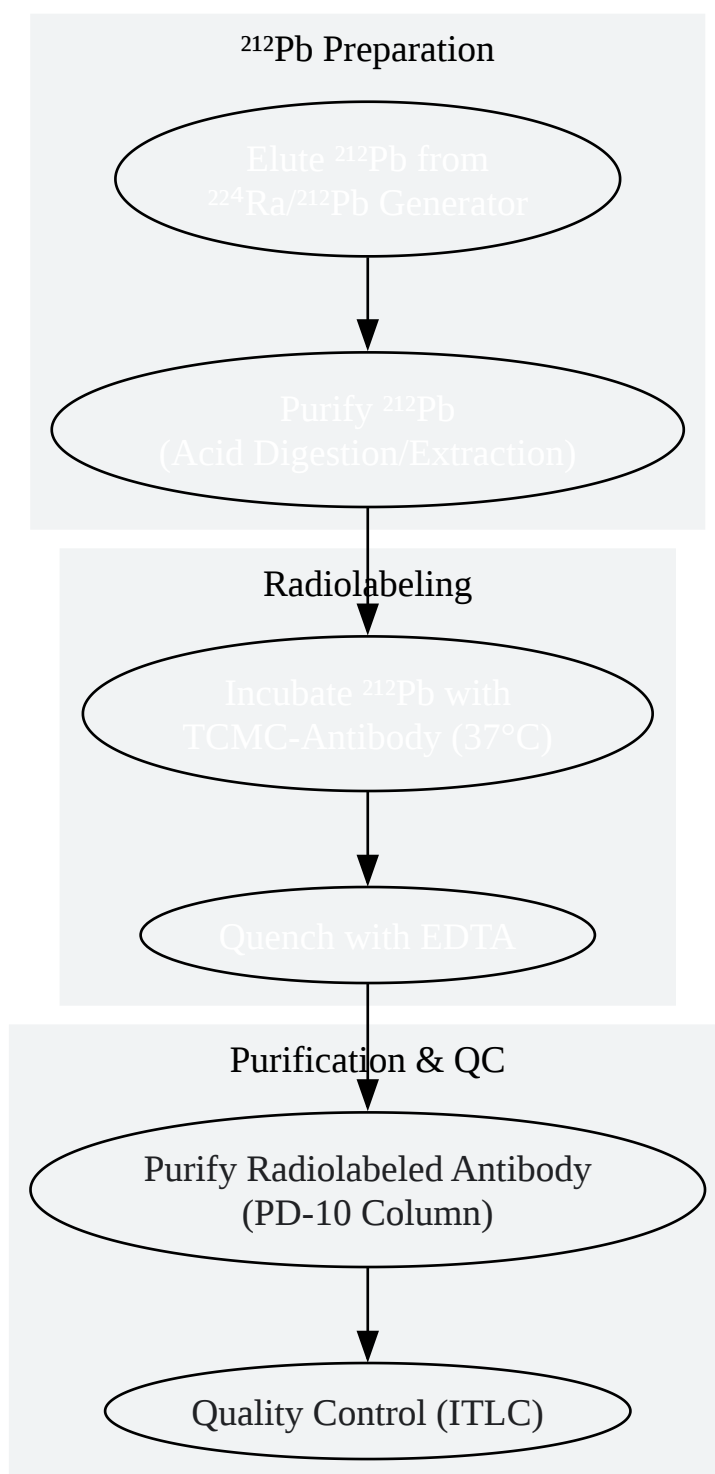 ²¹²Pb Preparation
Elute ²¹²Pb from
²²⁴Ra/²¹²Pb Generator
Purify ²¹²Pb
(Acid Digestion/Extraction)
Radiolabeling
Incubate ²¹²Pb with
TCMC-Antibody (37°C)
Quench with EDTA
Purification & QC
Purify Radiolabeled Antibody
(PD-10 Column)
Quality Control (ITLC)